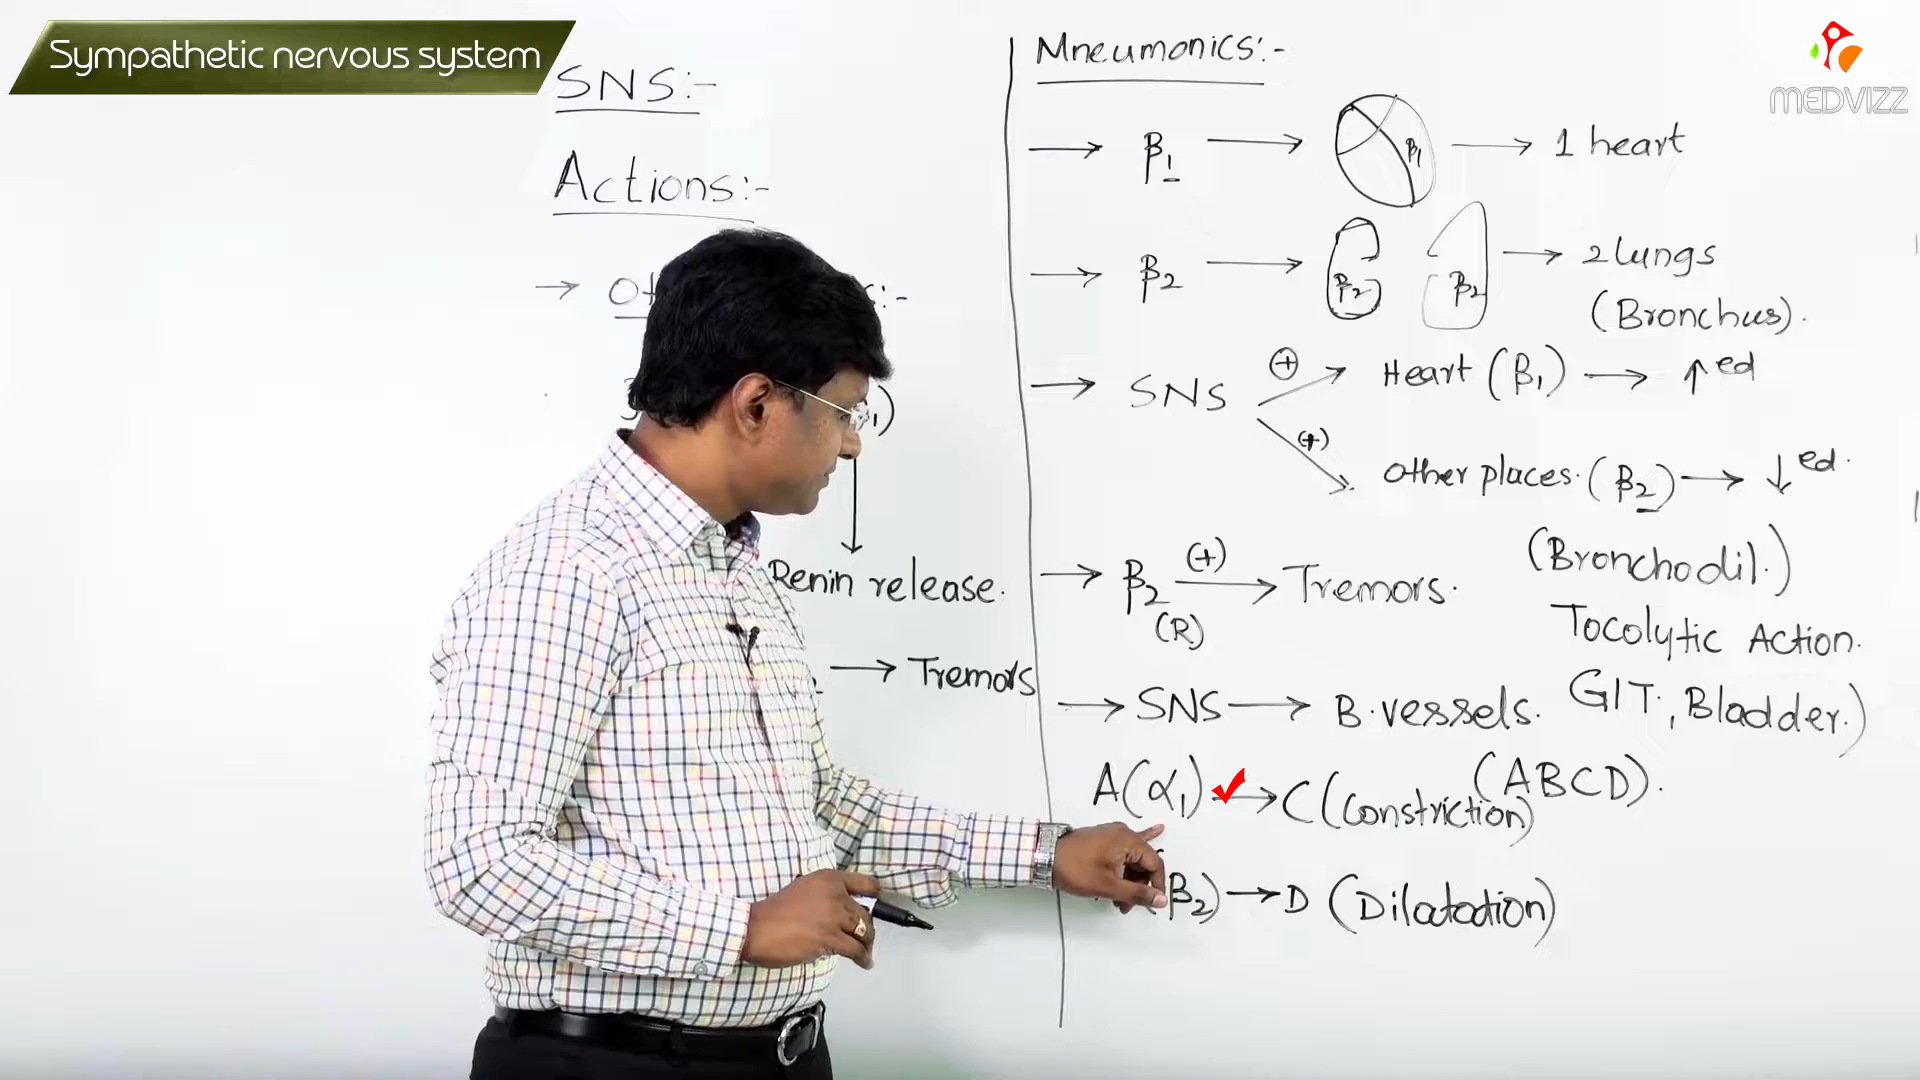 Sympathetic nervous system
MEDVIZZ
SNS:-
Actions:-
→
:-
)
Renin release.
→ Tremors
Mneumonics:-
→ β1 → β1 → 1 heart
→ β2 → β2 β2 → 2 lungs
(Bronchus).
→ SNS (+) Heart (β1) → ↑ed
(+) other places. (β2) → ↓ed.
(Bronchodil.)
→ β2 (+) → Tremors.
(R)
Tocolytic Action.
→ SNS → B.vessels. GIT., Bladder.)
(ABCD).
A(α1) ✓ → C (constriction)
(β2) → D (Dilatation)